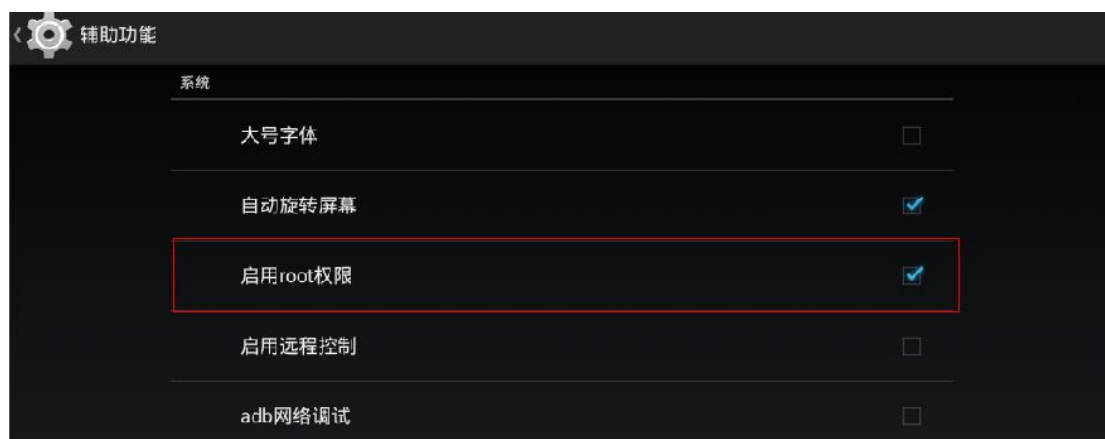 辅助功能
系统
大号字体
自动旋转屏幕
启用root权限
启用远程控制
adb网络调试